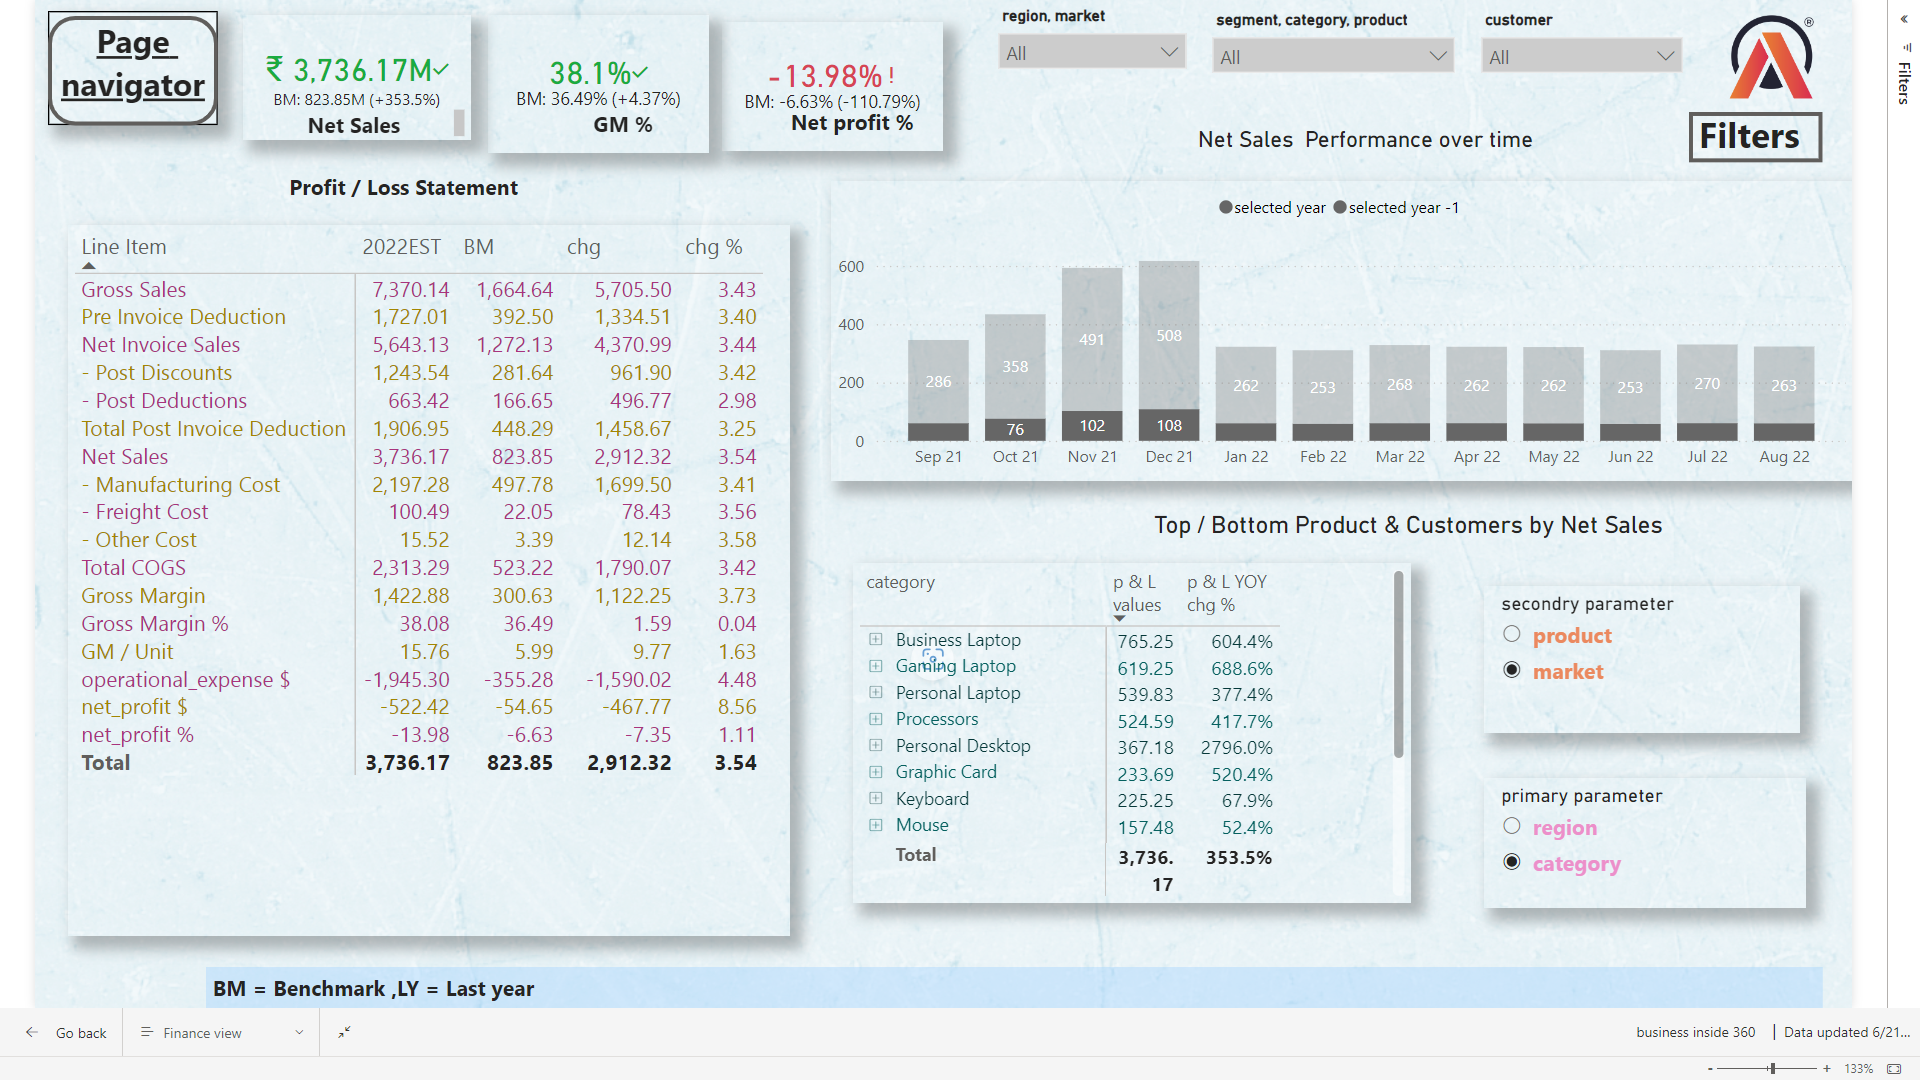 Page
navigator
₹ 3,736.17M
BM: 823.85M (+353.5%)
Net Sales
38.1%
BM: 36.49% (+4.37%)
GM %
-13.98% !
BM: -6.63% (-110.79%)
Net profit %
region, market
All
segment, category, product
All
customer
All
®
Filters
Filters
Net Sales  Performance over time
selected year selected year -1
600
400
200
0
286 358 491 508 262 253 268 262 262 253 270 263
76 102 108
Sep 21 Oct 21 Nov 21 Dec 21 Jan 22 Feb 22 Mar 22 Apr 22 May 22 Jun 22 Jul 22 Aug 22
Profit / Loss Statement
Line Item 2022EST BM chg chg %
Gross Sales 7,370.14 1,664.64 5,705.50 3.43
Pre Invoice Deduction 1,727.01 392.50 1,334.51 3.40
Net Invoice Sales 5,643.13 1,272.13 4,370.99 3.44
- Post Discounts 1,243.54 281.64 961.90 3.42
- Post Deductions 663.42 166.65 496.77 2.98
Total Post Invoice Deduction 1,906.95 448.29 1,458.67 3.25
Net Sales 3,736.17 823.85 2,912.32 3.54
- Manufacturing Cost 2,197.28 497.78 1,699.50 3.41
- Freight Cost 100.49 22.05 78.43 3.56
- Other Cost 15.52 3.39 12.14 3.58
Total COGS 2,313.29 523.22 1,790.07 3.42
Gross Margin 1,422.88 300.63 1,122.25 3.73
Gross Margin % 38.08 36.49 1.59 0.04
GM / Unit 15.76 5.99 9.77 1.63
operational_expense $ -1,945.30 -355.28 -1,590.02 4.48
net_profit $ -522.42 -54.65 -467.77 8.56
net_profit % -13.98 -6.63 -7.35 1.11
Total 3,736.17 823.85 2,912.32 3.54
Top / Bottom Product & Customers by Net Sales
category p & L values p & L YOY chg %
Business Laptop 765.25 604.4%
Gaming Laptop 619.25 688.6%
Personal Laptop 539.83 377.4%
Processors 524.59 417.7%
Personal Desktop 367.18 2796.0%
Graphic Card 233.69 520.4%
Keyboard 225.25 67.9%
Mouse 157.48 52.4%
Total 3,736.17 353.5%
secondry parameter
product
market
primary parameter
region
category
BM = Benchmark ,LY = Last year
Go back
Finance view
business inside 360 | Data updated 6/21...
- + 133%